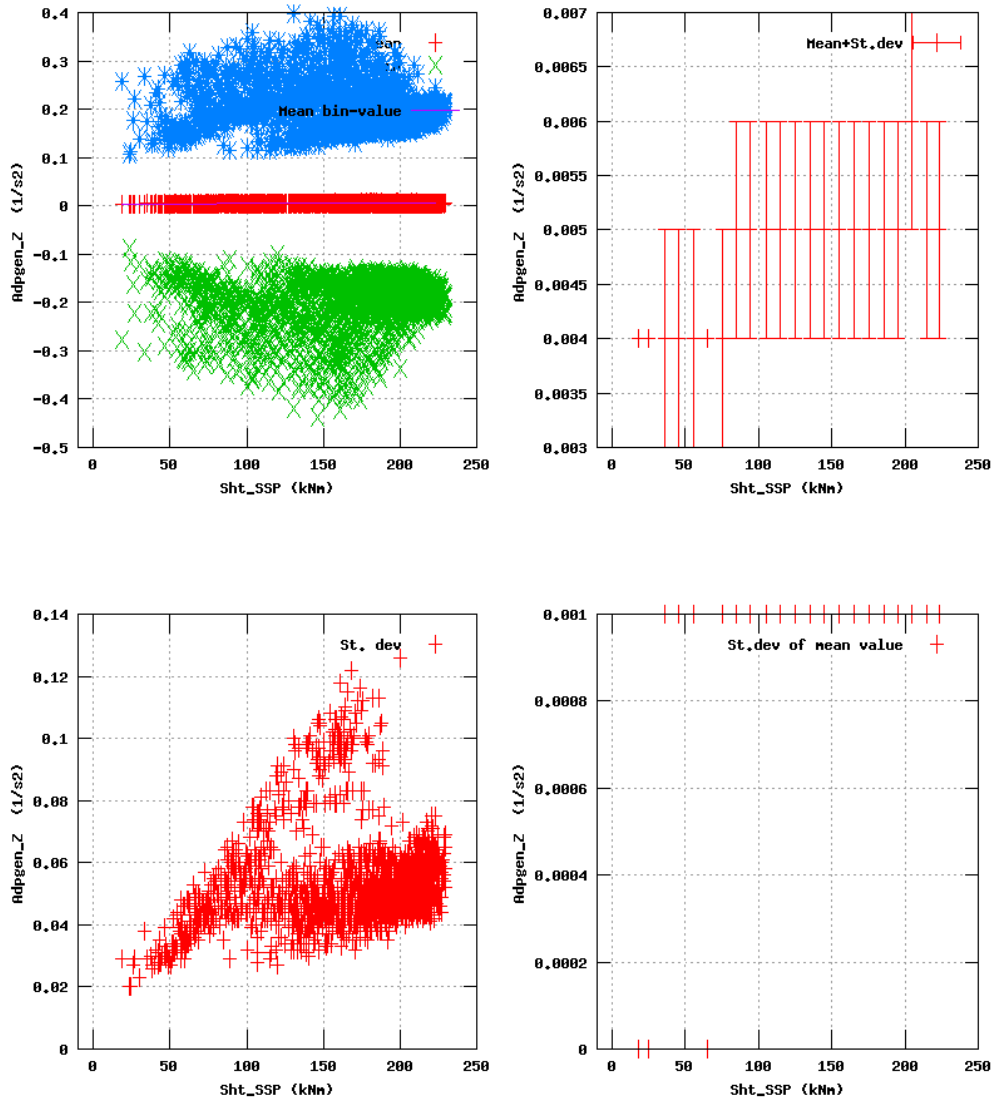 0.4
0.3
0.2
0.1
0
-0.1
-0.2
-0.3
-0.4
-0.5
0 50 100 150 200 250
Adpgen_Z (1/s2)
Sht_SSP (kNm)
Mean bin-value
0.007
0.0065
0.006
0.0055
0.005
0.0045
0.004
0.0035
0.003
0 50 100 150 200 250
Adpgen_Z (1/s2)
Sht_SSP (kNm)
Mean+St.dev
0.14
0.12
0.1
0.08
0.06
0.04
0.02
0
0 50 100 150 200 250
Adpgen_Z (1/s2)
Sht_SSP (kNm)
St. dev
0.001
0.0008
0.0006
0.0004
0.0002
0
0 50 100 150 200 250
Adpgen_Z (1/s2)
Sht_SSP (kNm)
St.dev of mean value